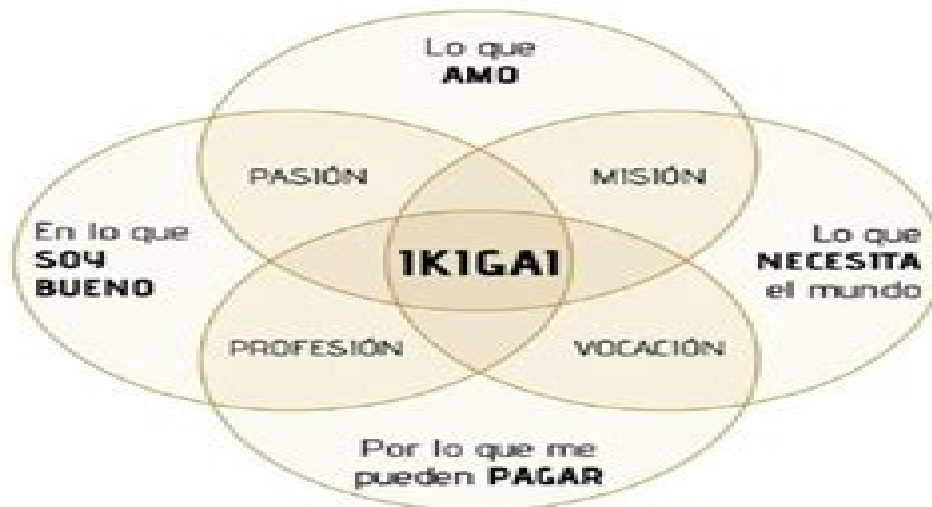 Lo que
AMO
PASIÓN
MISIÓN
En lo que
SOY
BUENO
IKIGAI
Lo que
NECESITA
el mundo
PROFESIÓN
VOCACIÓN
Por lo que me
pueden PAGAR